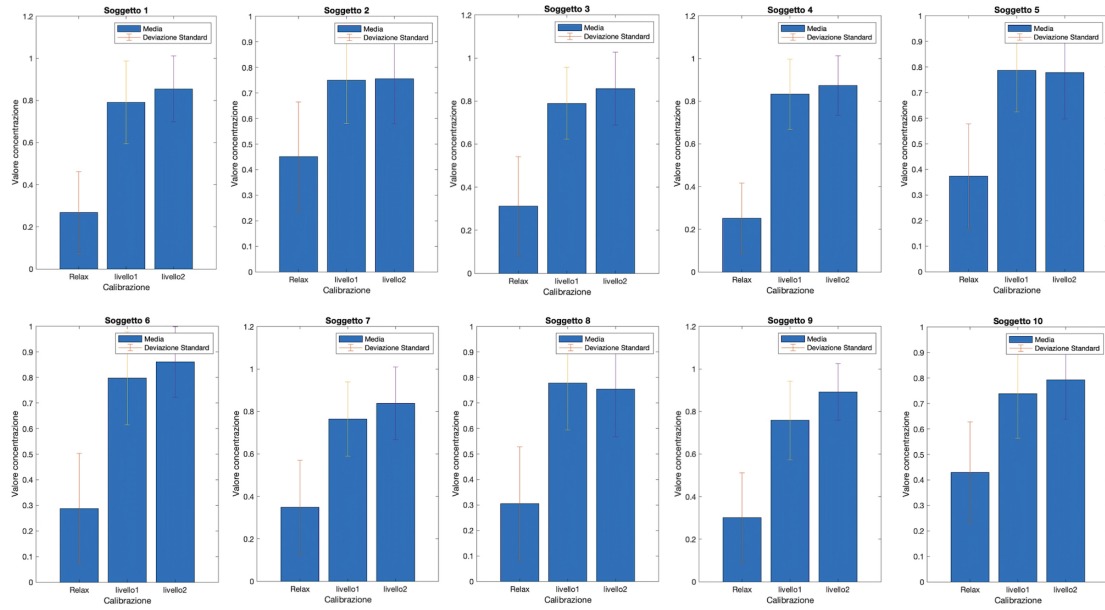 Soggetto 1
Media
Deviazione Standard
Valore concentrazione
1.2
1
0.8
0.6
0.4
0.2
0
Relax
livello1
livello2
Calibrazione
Soggetto 2
Media
Deviazione Standard
Valore concentrazione
1
0.9
0.8
0.7
0.6
0.5
0.4
0.3
0.2
0.1
0
Relax
livello1
livello2
Calibrazione
Soggetto 3
Media
Deviazione Standard
Valore concentrazione
1.2
1
0.8
0.6
0.4
0.2
0
Relax
livello1
livello2
Calibrazione
Soggetto 4
Media
Deviazione Standard
Valore concentrazione
1.2
1
0.8
0.6
0.4
0.2
0
Relax
livello1
livello2
Calibrazione
Soggetto 5
Media
Deviazione Standard
Valore concentrazione
1
0.9
0.8
0.7
0.6
0.5
0.4
0.3
0.2
0.1
0
Relax
livello1
livello2
Calibrazione
Soggetto 6
Media
Deviazione Standard
Valore concentrazione
1
0.9
0.8
0.7
0.6
0.5
0.4
0.3
0.2
0.1
0
Relax
livello1
livello2
Calibrazione
Soggetto 7
Media
Deviazione Standard
Valore concentrazione
1.2
1
0.8
0.6
0.4
0.2
0
Relax
livello1
livello2
Calibrazione
Soggetto 8
Media
Deviazione Standard
Valore concentrazione
1
0.9
0.8
0.7
0.6
0.5
0.4
0.3
0.2
0.1
0
Relax
livello1
livello2
Calibrazione
Soggetto 9
Media
Deviazione Standard
Valore concentrazione
1.2
1
0.8
0.6
0.4
0.2
0
Relax
livello1
livello2
Calibrazione
Soggetto 10
Media
Deviazione Standard
Valore concentrazione
1
0.9
0.8
0.7
0.6
0.5
0.4
0.3
0.2
0.1
0
Relax
livello1
livello2
Calibrazione